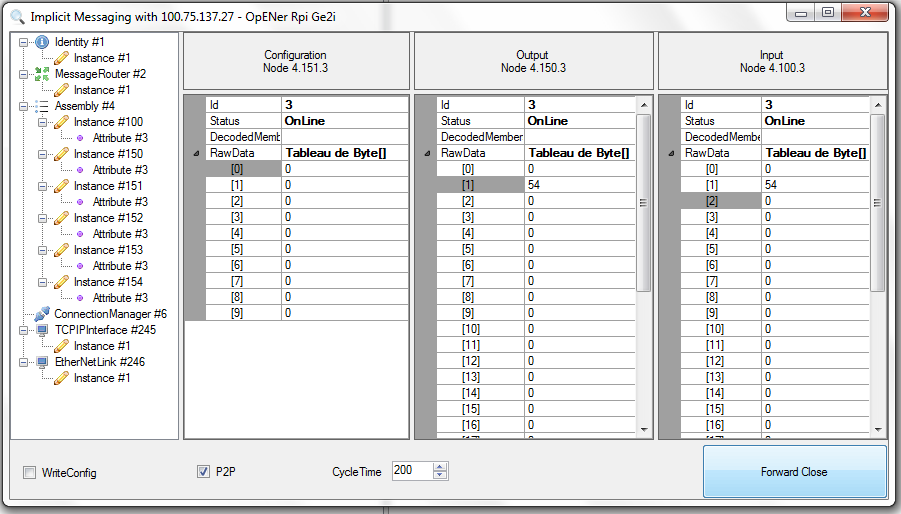 Implicit Messaging with 100.75.137.27 - OpENer Rpi Ge2i
Identity #1
Instance #1
MessageRouter #2
Instance #1
Assembly #4
Instance #100
Attribute #3
Instance #150
Attribute #3
Instance #151
Attribute #3
Instance #152
Attribute #3
Instance #153
Attribute #3
Instance #154
Attribute #3
ConnectionManager #6
TCPIPInterface #245
Instance #1
EtherNetLink #246
Instance #1
Configuration
Node 4.151.3
Id 3
Status OnLine
DecodedMemb
RawData Tableau de Byte[]
[0] 0
[1] 0
[2] 0
[3] 0
[4] 0
[5] 0
[6] 0
[7] 0
[8] 0
[9] 0
Output
Node 4.150.3
Id 3
Status OnLine
DecodedMember
RawData Tableau de Byte[]
[0] 0
[1] 54
[2] 0
[3] 0
[4] 0
[5] 0
[6] 0
[7] 0
[8] 0
[9] 0
[10] 0
[11] 0
[12] 0
[13] 0
[14] 0
[15] 0
[16] 0
Input
Node 4.100.3
Id 3
Status OnLine
DecodedMember
RawData Tableau de Byte[]
[0] 0
[1] 54
[2] 0
[3] 0
[4] 0
[5] 0
[6] 0
[7] 0
[8] 0
[9] 0
[10] 0
[11] 0
[12] 0
[13] 0
[14] 0
[15] 0
[16] 0
WriteConfig
P2P
CycleTime 200
Forward Close